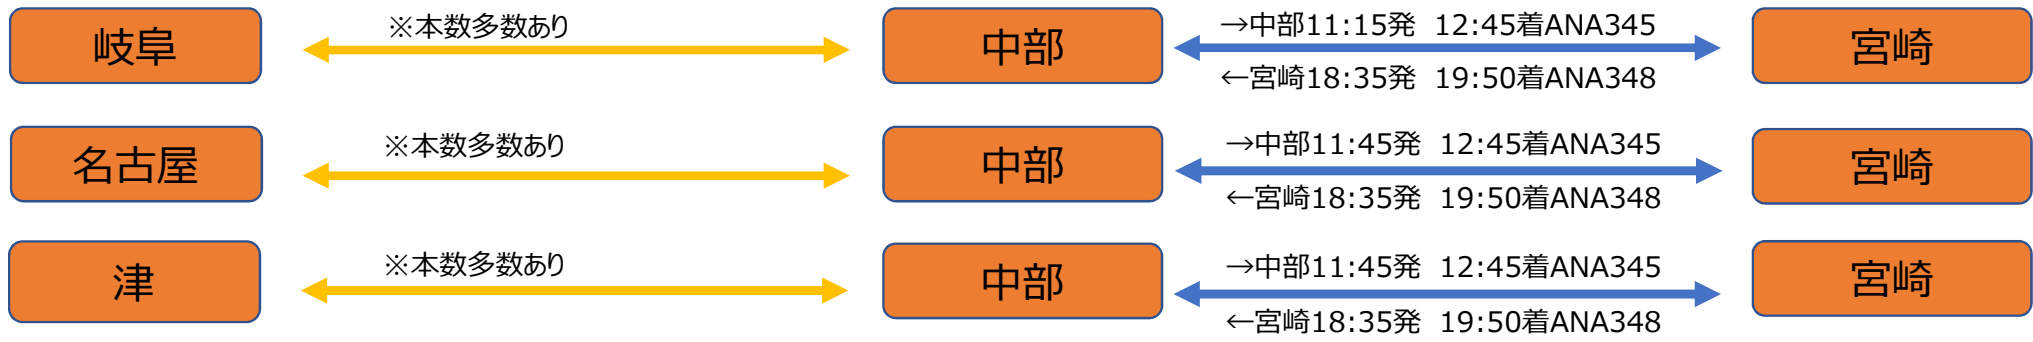 岐阜
※本数多数あり
中部
→中部11:15発 12:45着ANA345
←宮崎18:35発 19:50着ANA348
宮崎
名古屋
※本数多数あり
中部
→中部11:45発 12:45着ANA345
←宮崎18:35発 19:50着ANA348
宮崎
津
※本数多数あり
中部
→中部11:45発 12:45着ANA345
←宮崎18:35発 19:50着ANA348
宮崎